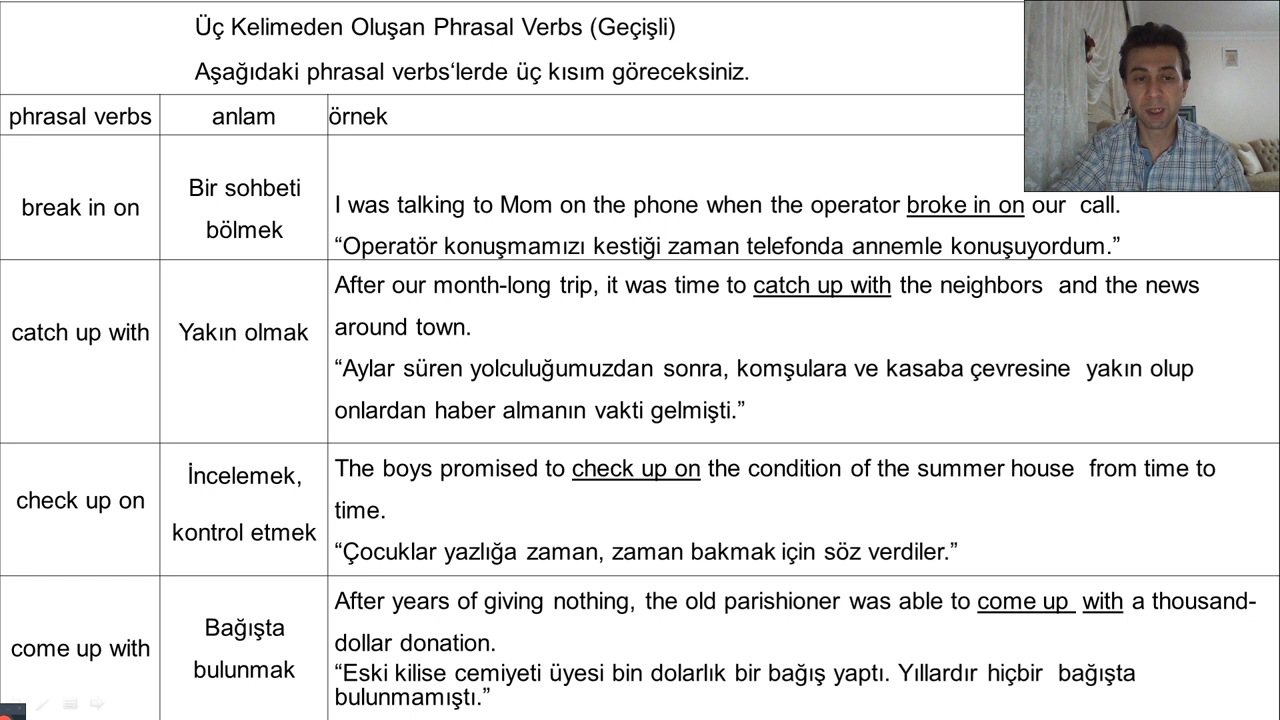 Üç Kelimeden Oluşan Phrasal Verbs (Geçişli)
Aşağıdaki phrasal verbs‘lerde üç kısım göreceksiniz.
phrasal verbs anlam örnek
break in on
Bir sohbeti
bölmek
I was talking to Mom on the phone when the operator broke in on our call.
“Operatör konuşmamızı kestiği zaman telefonda annemle konuşuyordum.”
catch up with
Yakın olmak
After our month-long trip, it was time to catch up with the neighbors and the news
around town.
“Aylar süren yolculuğumuzdan sonra, komşulara ve kasaba çevresine yakın olup
onlardan haber almanın vakti gelmişti.”
check up on
İncelemek,
kontrol etmek
The boys promised to check up on the condition of the summer house from time to
time.
“Çocuklar yazlığa zaman, zaman bakmak için söz verdiler.”
come up with
Bağışta
bulunmak
After years of giving nothing, the old parishioner was able to come up with a thousand-
dollar donation.
“Eski kilise cemiyeti üyesi bin dolarlık bir bağış yaptı. Yıllardır hiçbir bağışta
bulunmamıştı.”